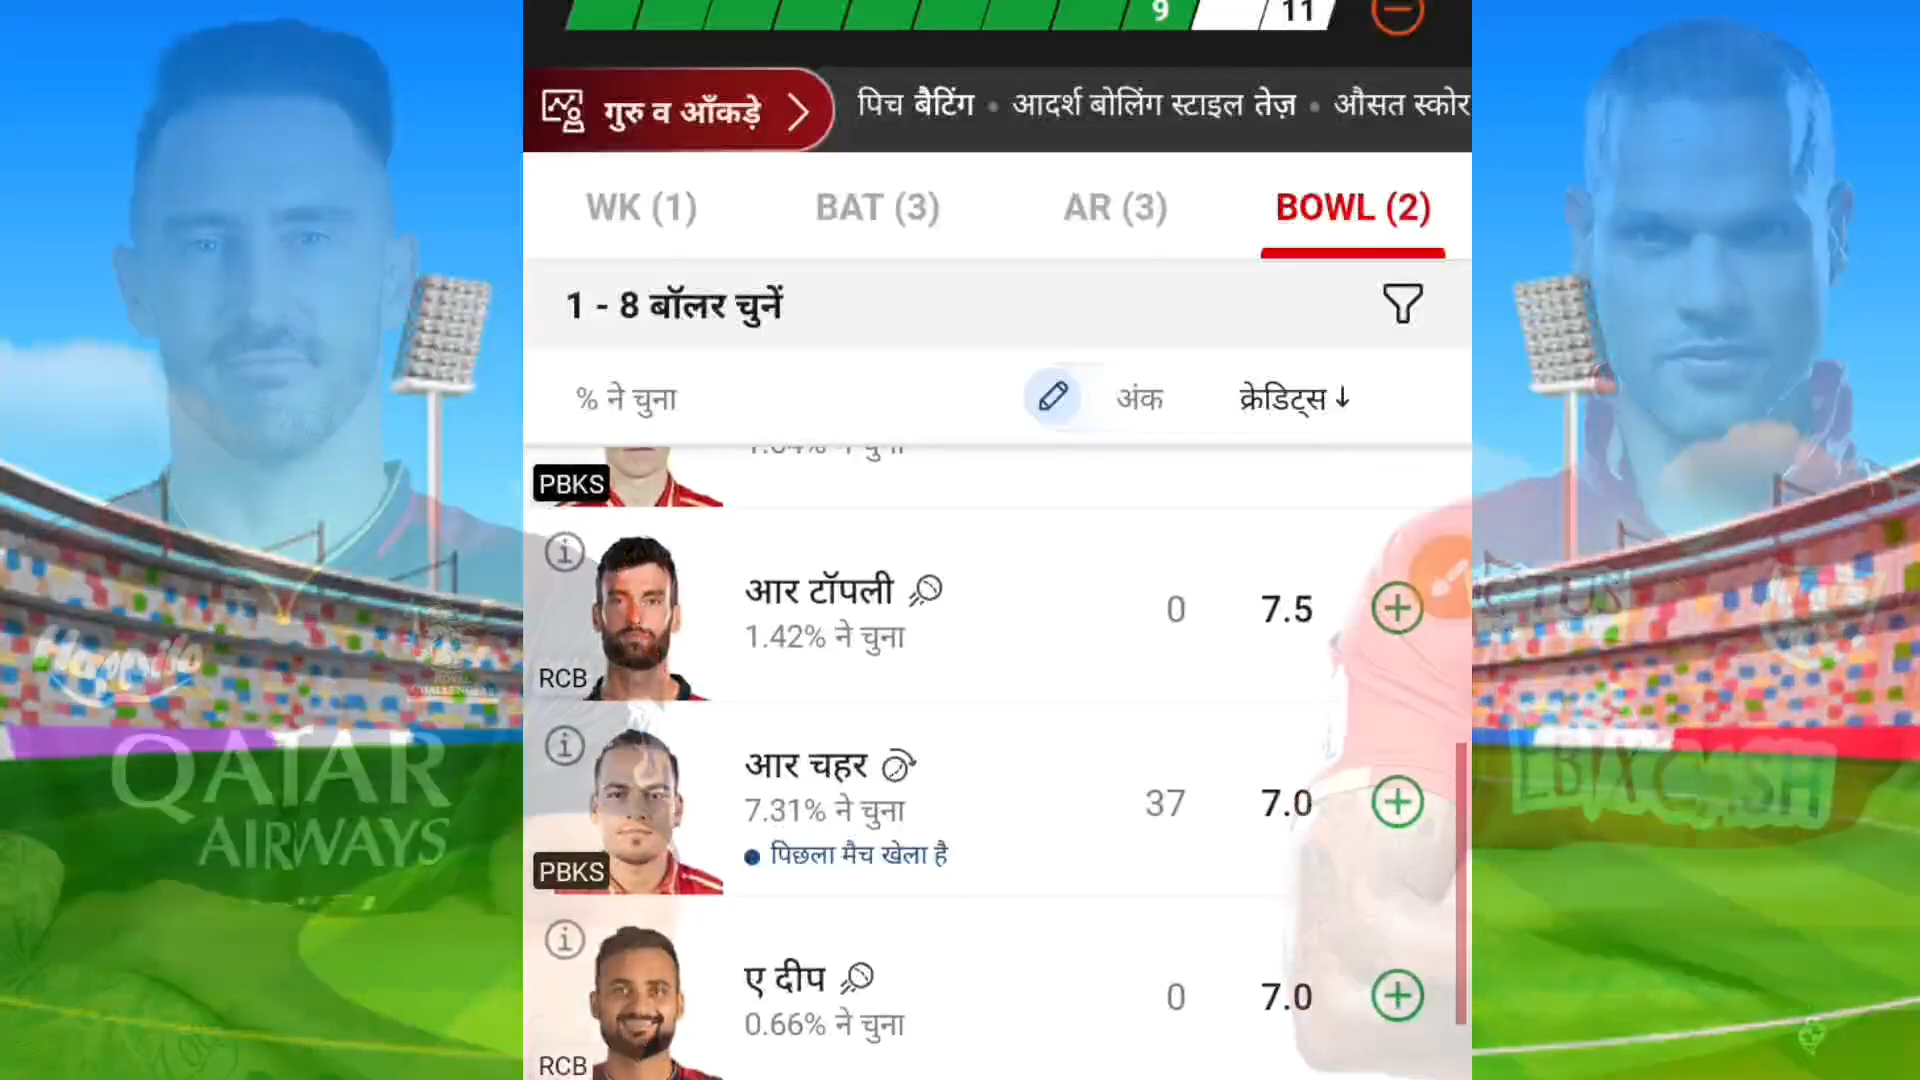 9
11
गुरु व आँकड़े
पिच बैटिंग • आदर्श बोलिंग स्टाइल तेज़ • औसत स्कोर
WK (1)
BAT (3)
AR (3)
BOWL (2)
1 - 8 बॉलर चुनें
% ने चुना
अंक
क्रेडिट्स ↓
PBKS
आर टॉपली
0
7.5
1.42% ने चुना
RCB
आर चहर
37
7.0
7.31% ने चुना
• पिछला मैच खेला है
PBKS
ए दीप
0
7.0
0.66% ने चुना
RCB
QATAR
AIRWAYS
EBIXCASH